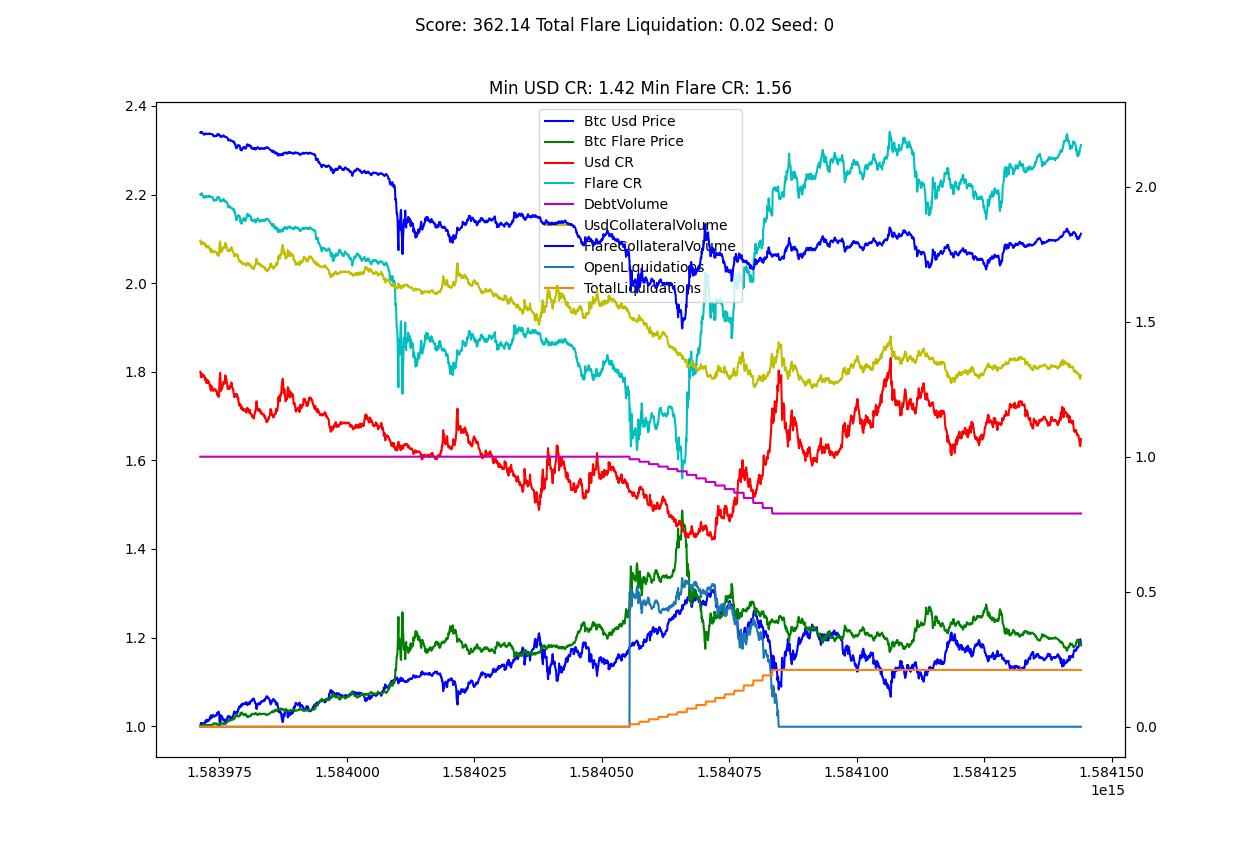 Score: 362.14 Total Flare Liquidation: 0.02 Seed: 0
Min USD CR: 1.42 Min Flare CR: 1.56
Btc Usd Price
Btc Flare Price
Usd CR
Flare CR
DebtVolume
UsdCollateralVolume
FlareCollateralVolume
OpenLiquidations
TotalLiquidations
2.4
2.2
2.0
1.8
1.6
1.4
1.2
1.0
2.0
1.5
1.0
0.5
0.0
1.583975 1.584000 1.584025 1.584050 1.584075 1.584100 1.584125 1.584150
1e15